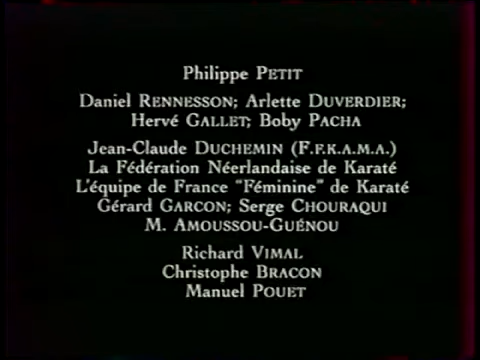 Philippe PETIT
Daniel RENNESSON; Arlette DUVERDIER;
Hervé GALLET; Boby PACHA
Jean-Claude DUCHEMIN (F.F.K.A.M.A.)
La Fédération Néerlandaise de Karaté
L'équipe de France "Féminine" de Karaté
Gérard GARCON; Serge CHOURAQUI
M. AMOUSSOU-GUÉNOU
Richard VIMAL
Christophe BRACON
Manuel POUET